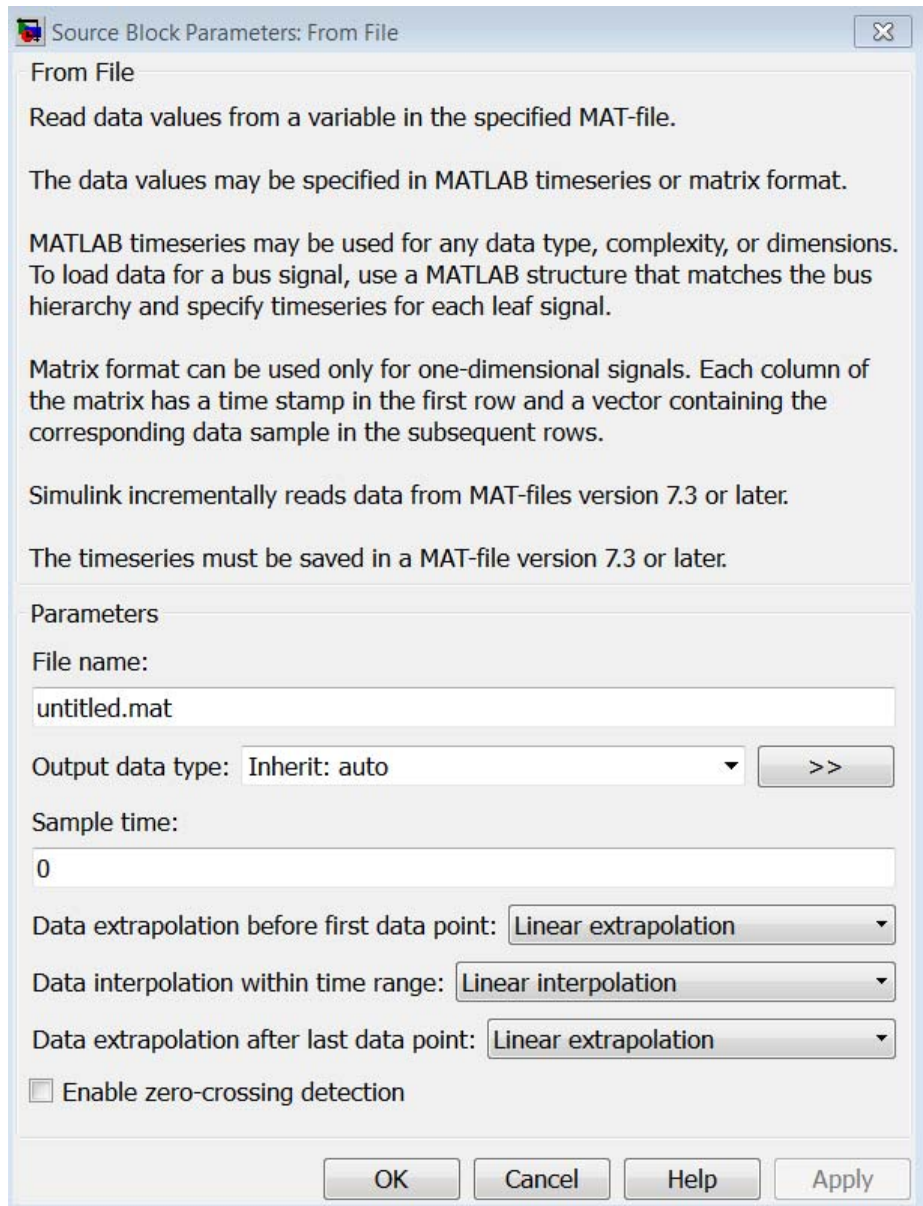 Source Block Parameters: From File
From File
Read data values from a variable in the specified MAT-file.
The data values may be specified in MATLAB timeseries or matrix format.
MATLAB timeseries may be used for any data type, complexity, or dimensions.
To load data for a bus signal, use a MATLAB structure that matches the bus
hierarchy and specify timeseries for each leaf signal.
Matrix format can be used only for one-dimensional signals. Each column of
the matrix has a time stamp in the first row and a vector containing the
corresponding data sample in the subsequent rows.
Simulink incrementally reads data from MAT-files version 7.3 or later.
The timeseries must be saved in a MAT-file version 7.3 or later.
Parameters
File name:
untitled.mat
Output data type: Inherit: auto >>
Sample time:
0
Data extrapolation before first data point: Linear extrapolation
Data interpolation within time range: Linear interpolation
Data extrapolation after last data point: Linear extrapolation
Enable zero-crossing detection
OK Cancel Help Apply